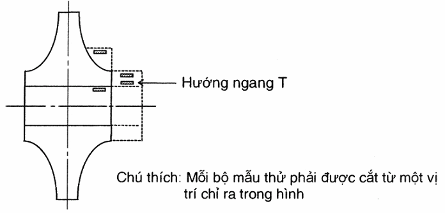 Hướng ngang T
Chú thích: Mỗi bộ mẫu thử phải được cắt từ một vị
trí chỉ ra trong hình